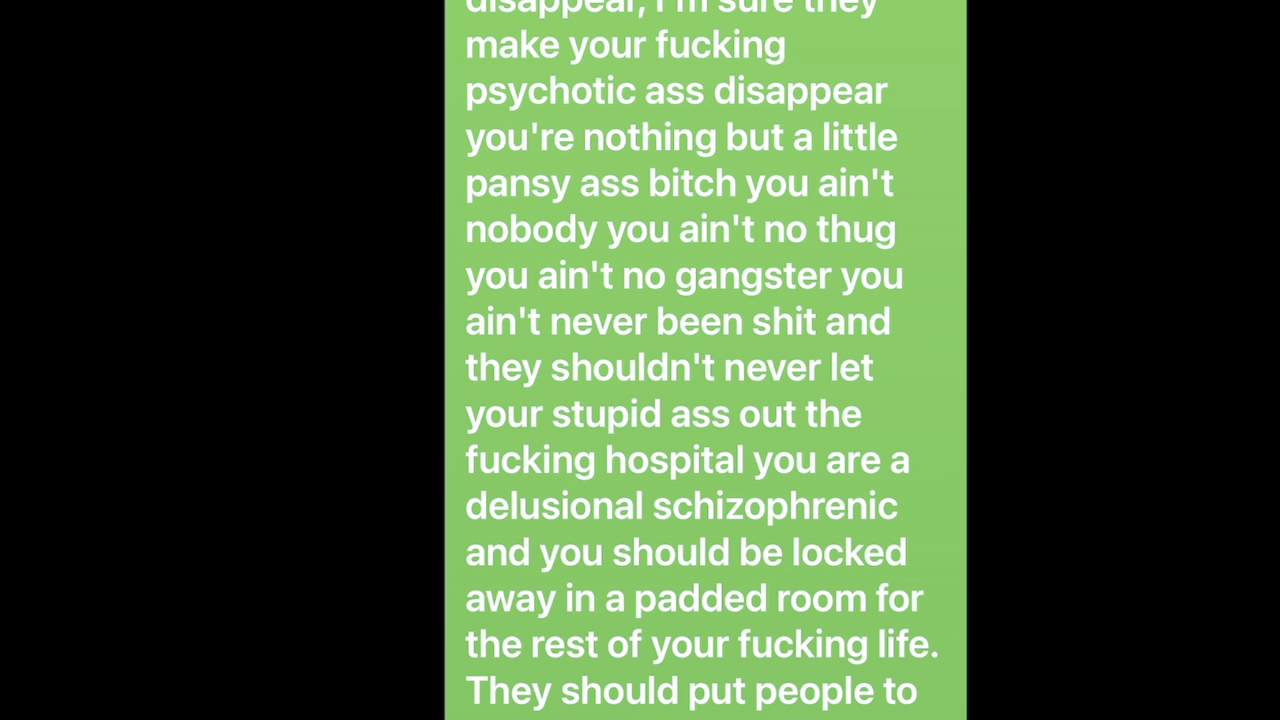 disappear, I'm sure they
make your fucking
psychotic ass disappear
you're nothing but a little
pansy ass bitch you ain't
nobody you ain't no thug
you ain't no gangster you
ain't never been shit and
they shouldn't never let
your stupid ass out the
fucking hospital you are a
delusional schizophrenic
and you should be locked
away in a padded room for
the rest of your fucking life.
They should put people to